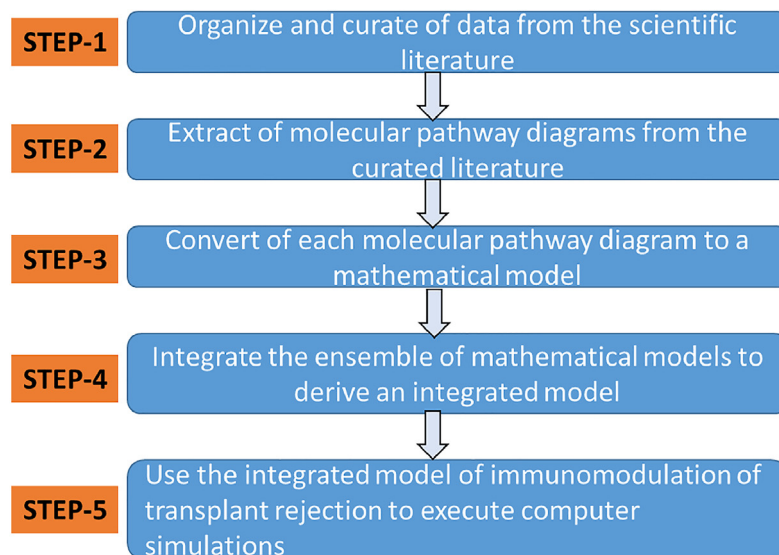 STEP-1
Organize and curate of data from the scientific
literature
STEP-2
Extract of molecular pathway diagrams from the
curated literature
STEP-3
Convert of each molecular pathway diagram to a
mathematical model
STEP-4
Integrate the ensemble of mathematical models to
derive an integrated model
STEP-5
Use the integrated model of immunomodulation of
transplant rejection to execute computer
simulations